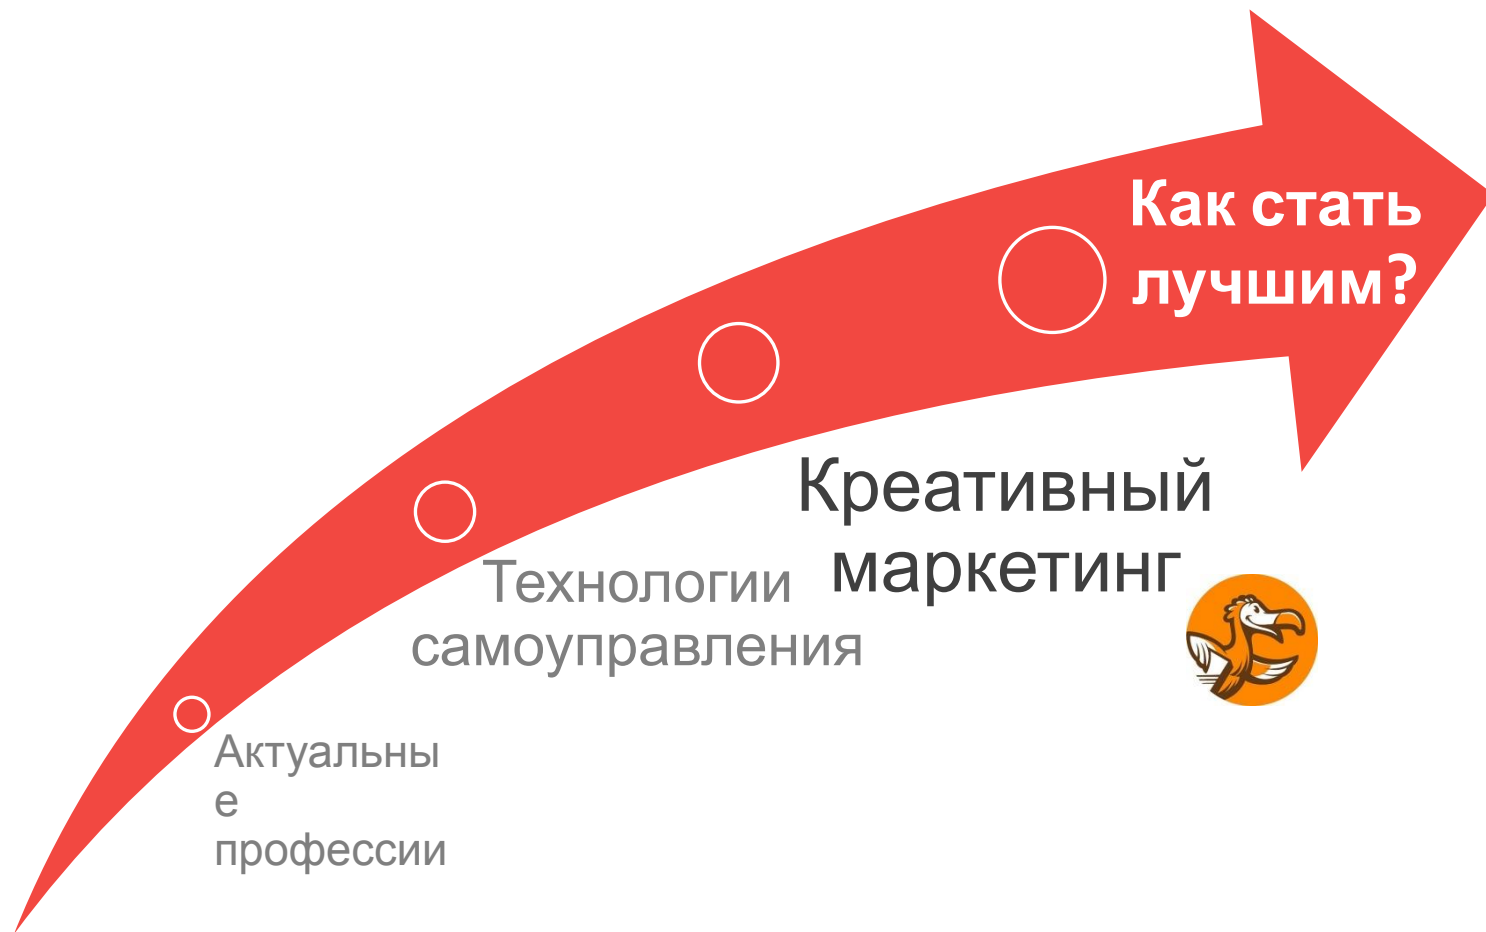 Как стать
лучшим?
Креативный
маркетинг
Технологии
самоуправления
Актуальны
е
профессии